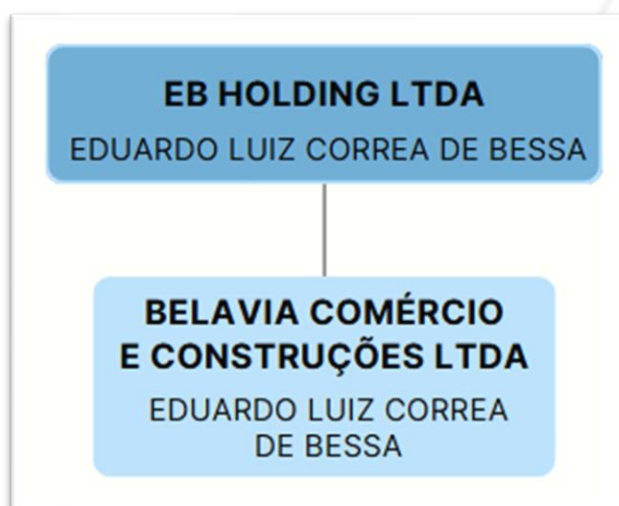 EB HOLDING LTDA
EDUARDO LUIZ CORREA DE BESSA
BELAVIA COMÉRCIO
E CONSTRUÇÕES LTDA
EDUARDO LUIZ CORREA
DE BESSA